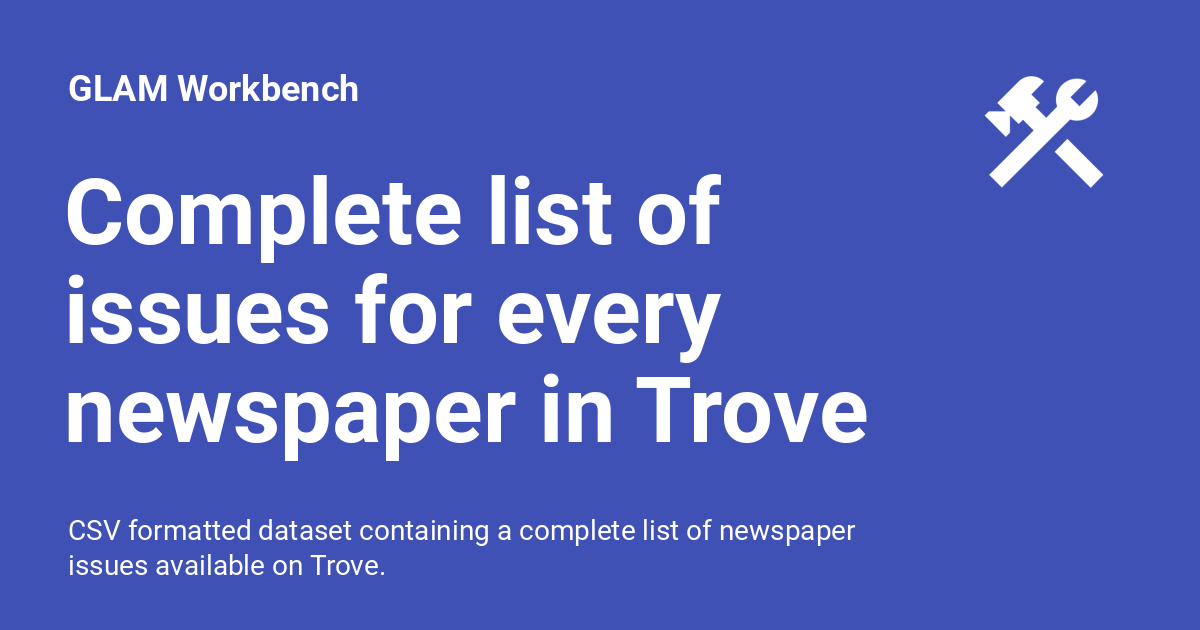 GLAM Workbench
Complete list of
issues for every
newspaper in Trove
CSV formatted dataset containing a complete list of newspaper
issues available on Trove.